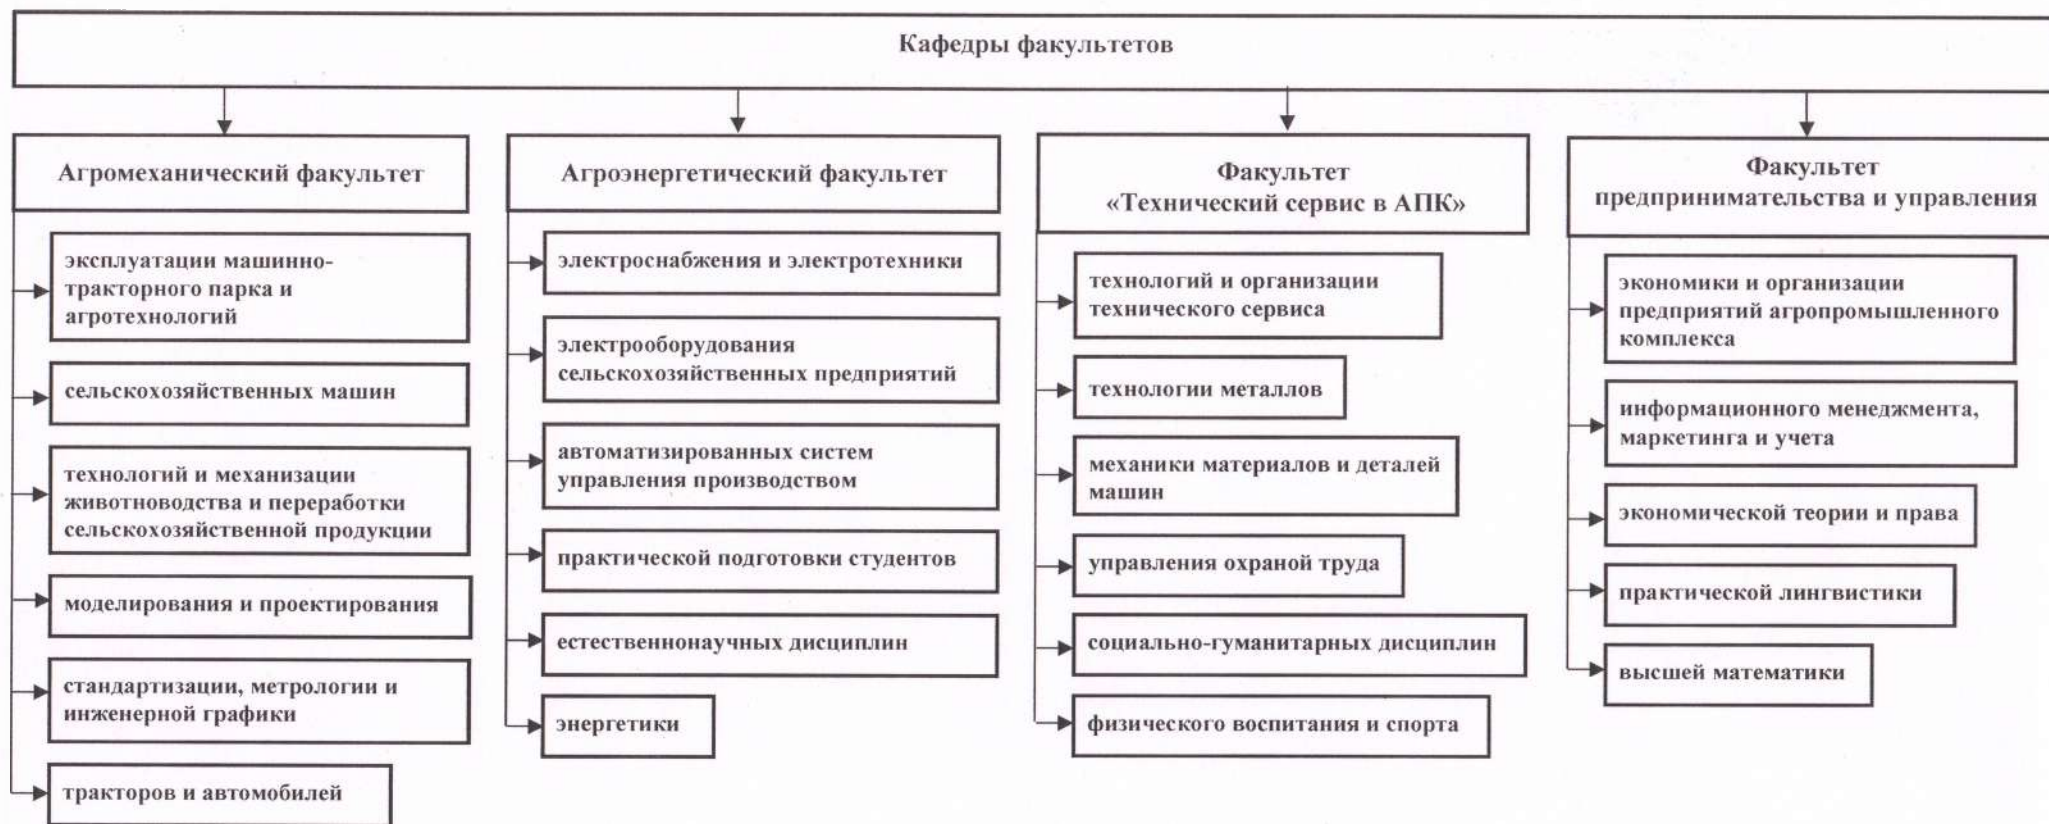 Кафедры факультетов
Агромеханический факультет
эксплуатации машинно-
тракторного парка и
агротехнологий
сельскохозяйственных машин
технологий и механизации
животноводства и переработки
сельскохозяйственной продукции
моделирования и проектирования
стандартизации, метрологии и
инженерной графики
тракторов и автомобилей
Агроэнергетический факультет
электроснабжения и электротехники
электрооборудования
сельскохозяйственных предприятий
автоматизированных систем
управления производством
практической подготовки студентов
естественнонаучных дисциплин
энергетики
Факультет
«Технический сервис в АПК»
технологий и организации
технического сервиса
технологии металлов
механики материалов и деталей
машин
управления охраной труда
социально-гуманитарных дисциплин
физического воспитания и спорта
Факультет
предпринимательства и управления
экономики и организации
предприятий агропромышленного
комплекса
информационного менеджмента,
маркетинга и учета
экономической теории и права
практической лингвистики
высшей математики